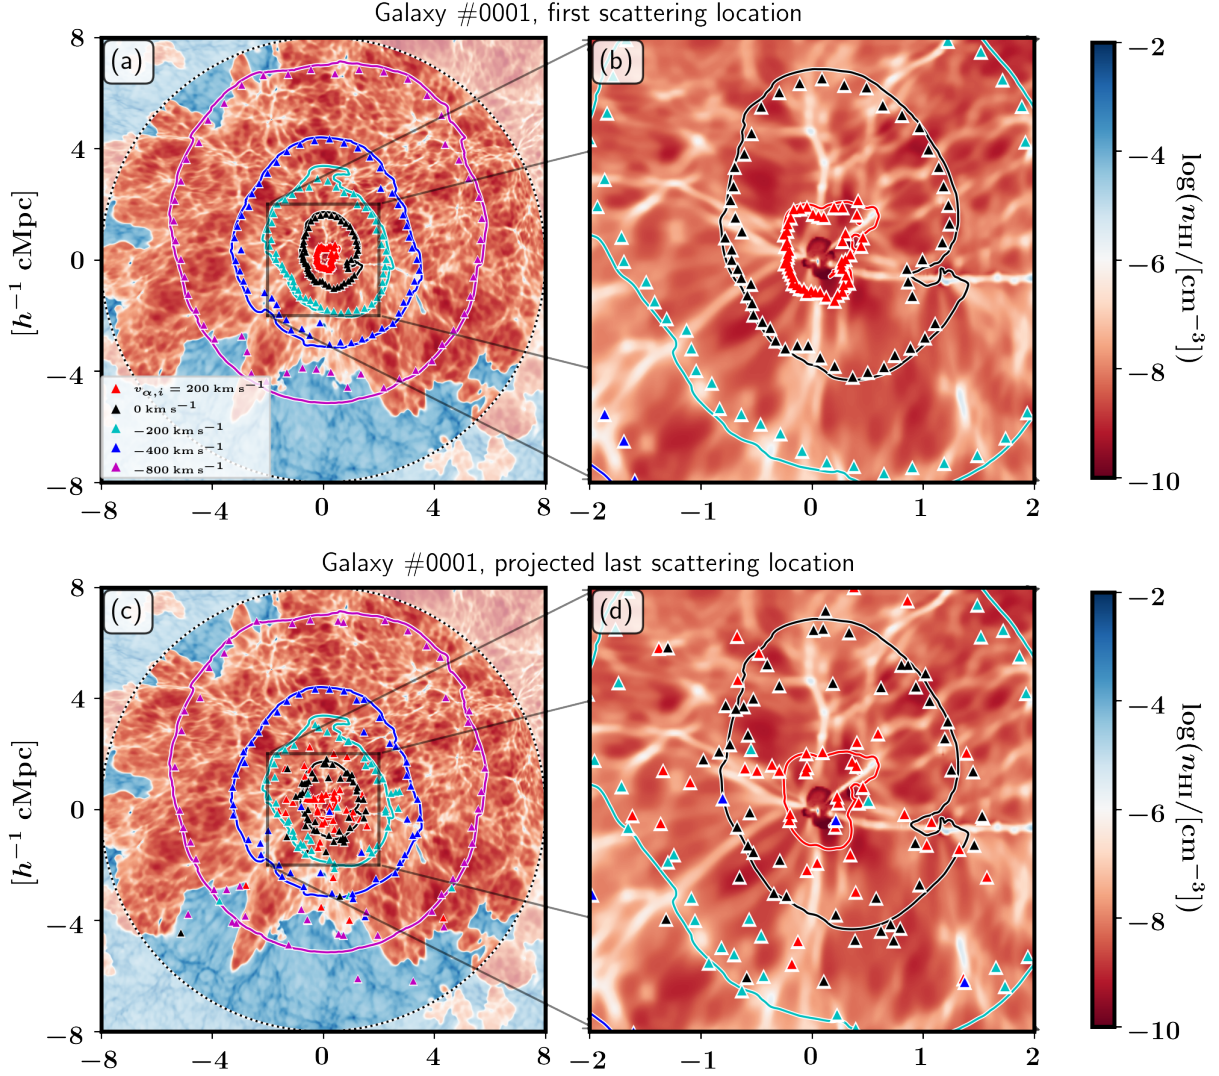 Galaxy #0001, first scattering location
(a)
(b)
[h⁻¹ cMpc]
8
4
0
−4
−8
v_{α,i} = 200 km s⁻¹
0 km s⁻¹
−200 km s⁻¹
−400 km s⁻¹
−800 km s⁻¹
−8 −4 0 4 8
−2 −1 0 1 2
−2
−4
−6
−8
−10
log(n_{HI}/[cm⁻³])
Galaxy #0001, projected last scattering location
(c)
(d)
[h⁻¹ cMpc]
8
4
0
−4
−8
−8 −4 0 4 8
−2 −1 0 1 2
−2
−4
−6
−8
−10
log(n_{HI}/[cm⁻³])